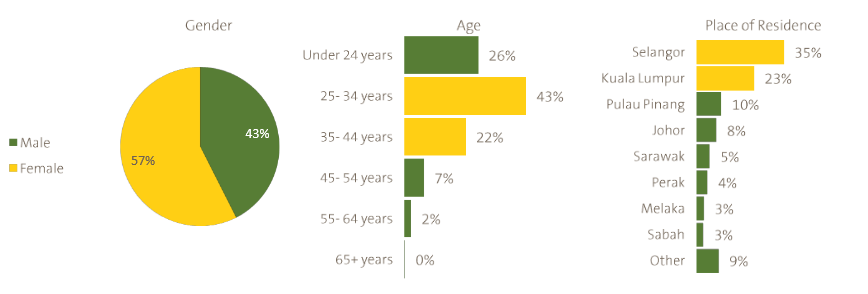 Gender
Male
Female
43%
57%
Age
Under 24 years 26%
25- 34 years 43%
35- 44 years 22%
45- 54 years 7%
55- 64 years 2%
65+ years 0%
Place of Residence
Selangor 35%
Kuala Lumpur 23%
Pulau Pinang 10%
Johor 8%
Sarawak 5%
Perak 4%
Melaka 3%
Sabah 3%
Other 9%